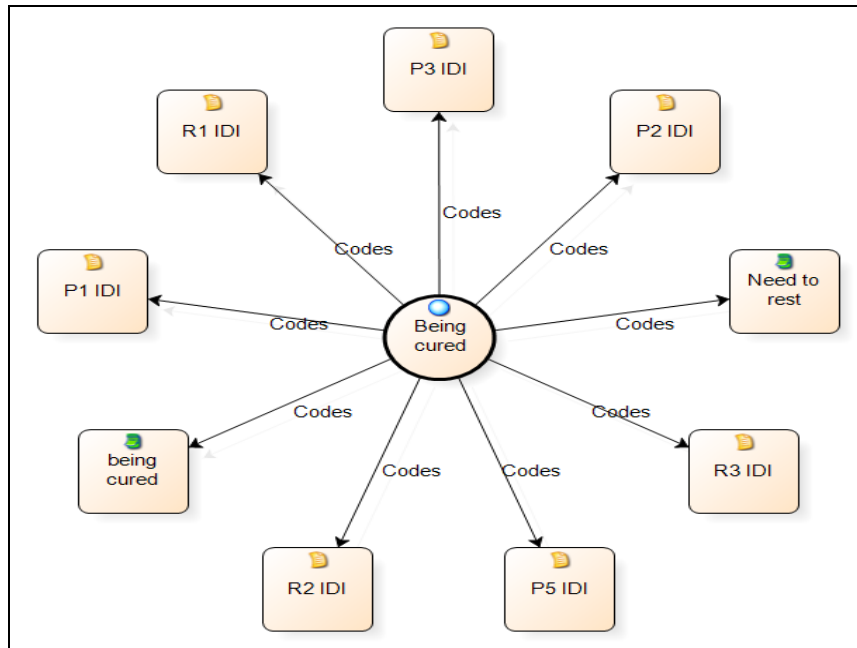 P3 IDI
R1 IDI
P2 IDI
Codes
Codes
Codes
Need to
rest
P1 IDI
Codes
Codes
Being
cured
Codes
Codes
being
cured
Codes
Codes
R3 IDI
R2 IDI
P5 IDI